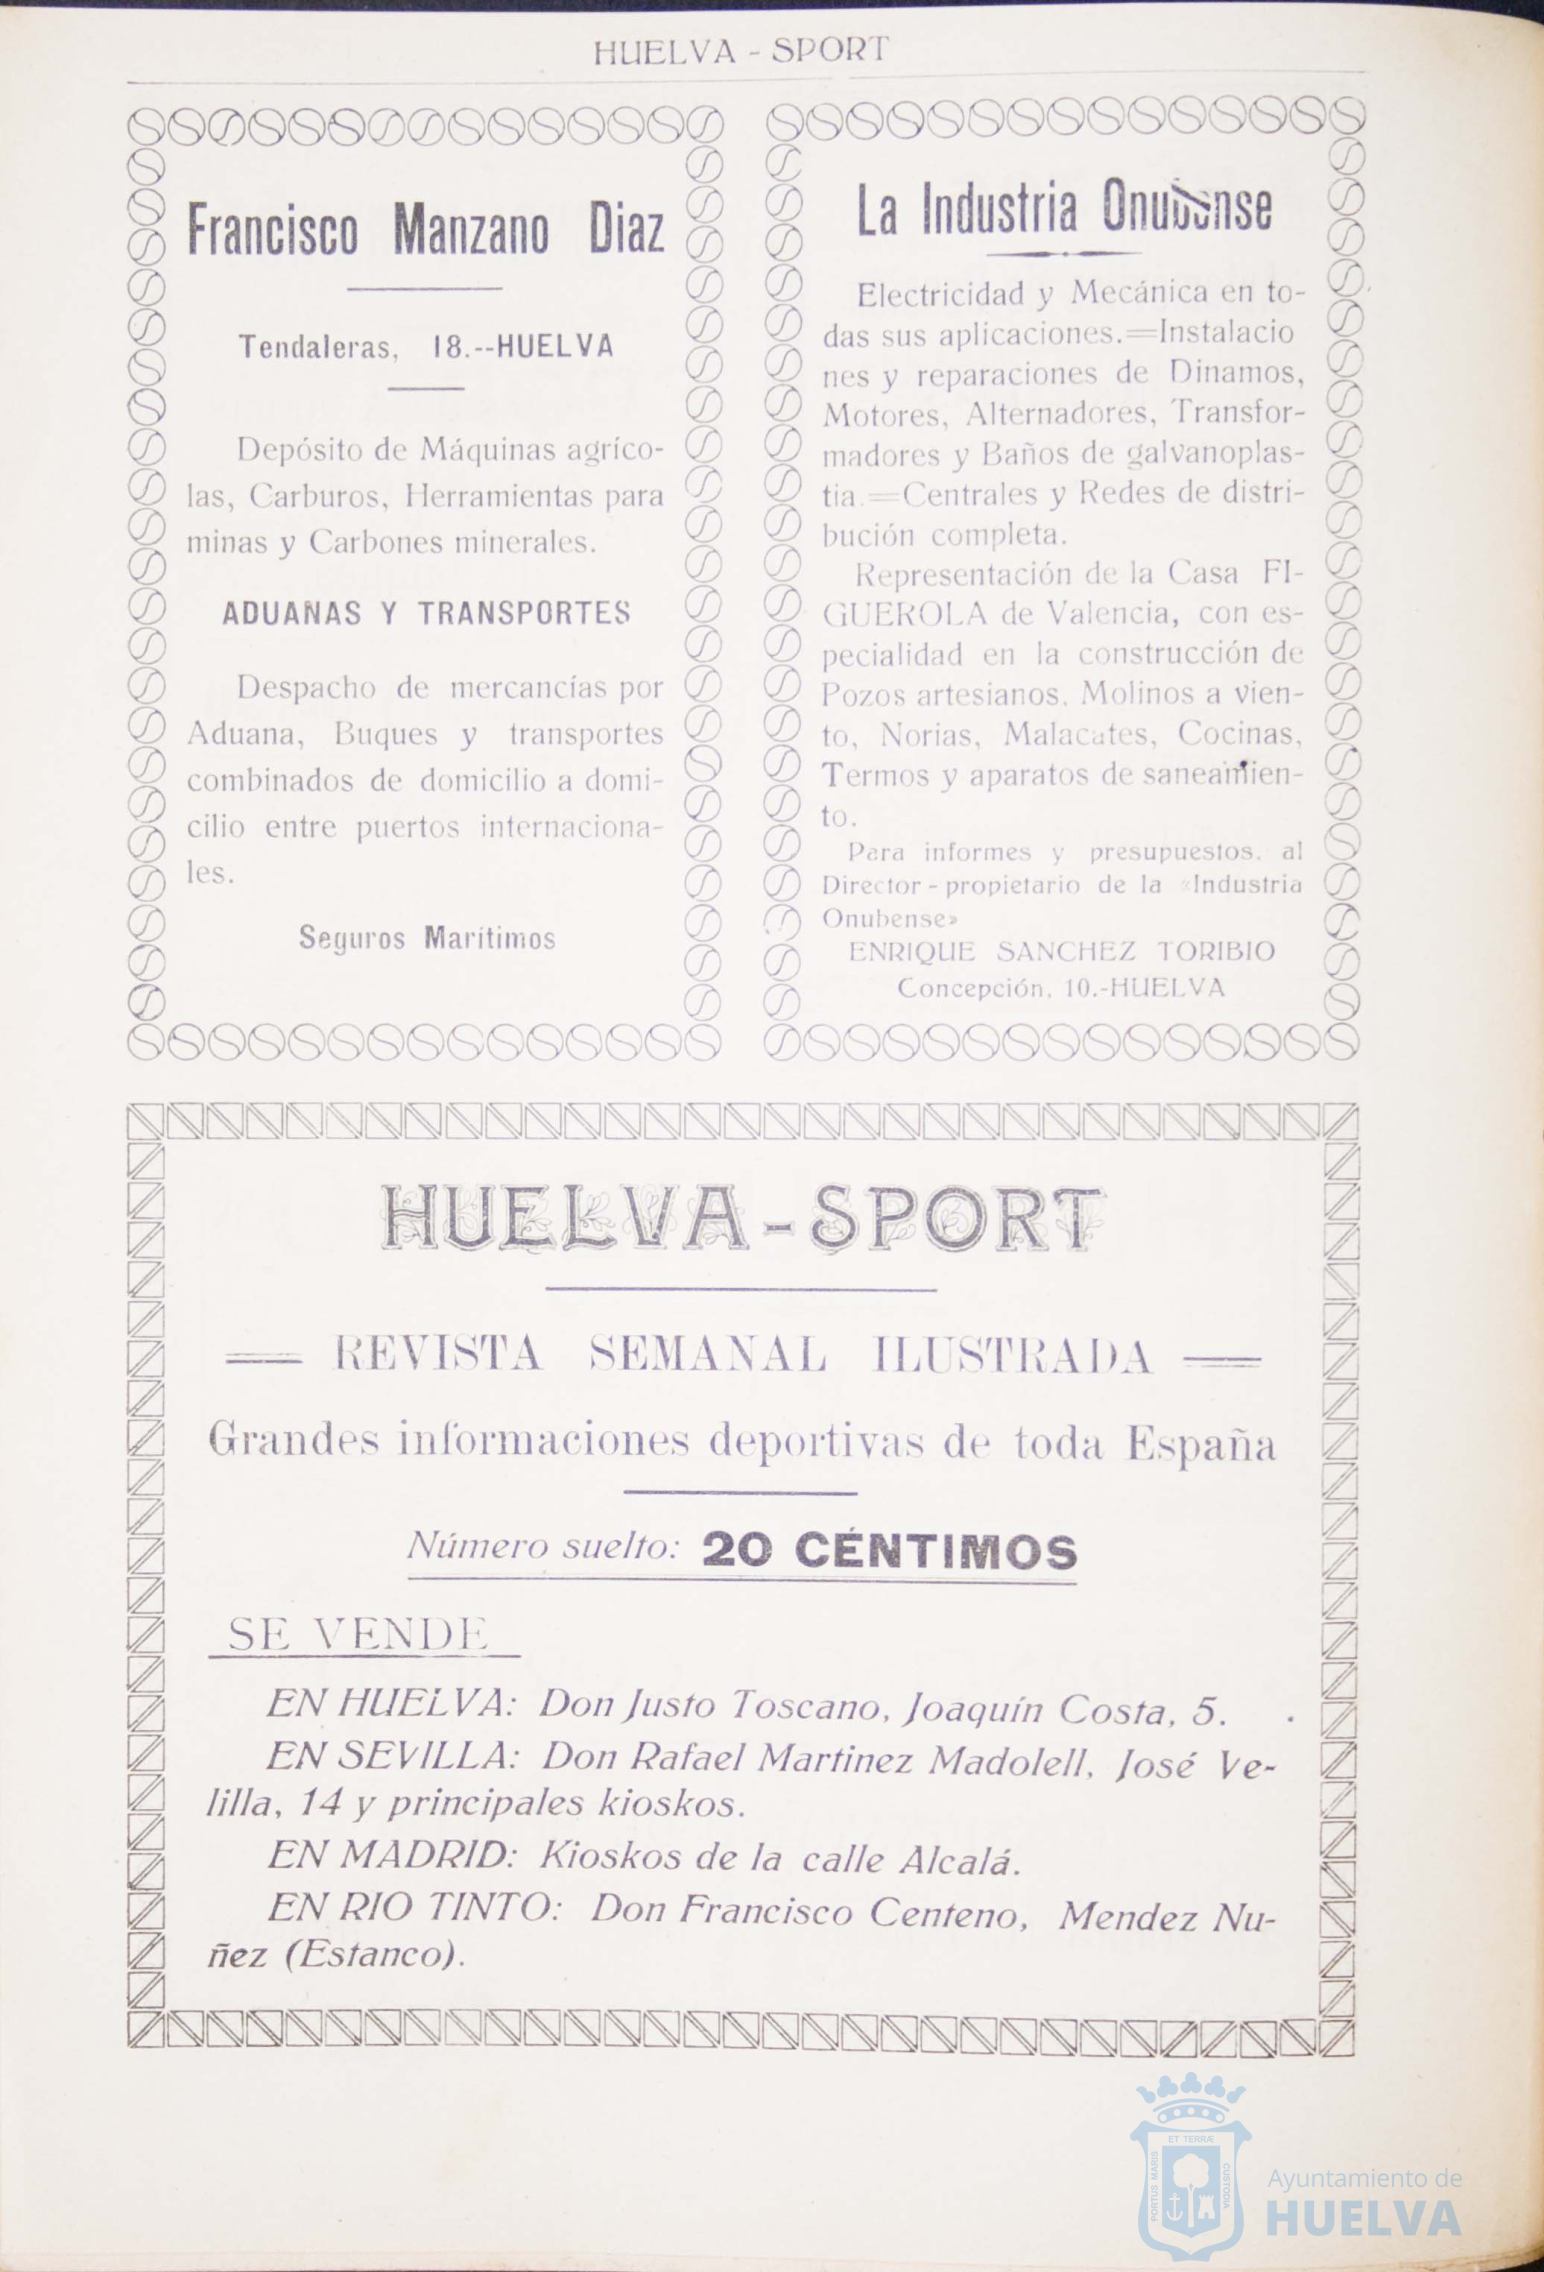 HUELVA - SPORT
Francisco Manzano Diaz
Tendaleras, 18.--HUELVA
Depósito de Máquinas agríco-
las, Carburos, Herramientas para
minas y Carbones minerales.
ADUANAS Y TRANSPORTES
Despacho de mercancías por
Aduana, Buques y transportes
combinados de domicilio a domi-
cilio entre puertos internaciona-
les.
Seguros Marítimos
La Industria Onubense
Electricidad y Mecánica en to-
das sus aplicaciones.=Instalacio
nes y reparaciones de Dinamos,
Motores, Alternadores, Transfor-
madores y Baños de galvanoplas-
tia.=Centrales y Redes de distri-
bución completa.
Representación de la Casa FI-
GUEROLA de Valencia, con es-
pecialidad en la construcción de
Pozos artesianos, Molinos a vien-
to, Norias, Malacates, Cocinas,
Termos y aparatos de saneamien-
to.
Para informes y presupuestos, al
Director - propietario de la «Industria
Onubense»
ENRIQUE SANCHEZ TORIBIO
Concepción, 10.-HUELVA
HUELVA - SPORT
REVISTA SEMANAL ILUSTRADA
Grandes informaciones deportivas de toda España
Número suelto: 20 CÉNTIMOS
SE VENDE
EN HUELVA: Don Justo Toscano, Joaquín Costa, 5.
EN SEVILLA: Don Rafael Martinez Madolell, José Ve-
lilla, 14 y principales kioskos.
EN MADRID: Kioskos de la calle Alcalá.
EN RIO TINTO: Don Francisco Centeno, Mendez Nu-
ñez (Estanco).
ET TERRÆ
PORTUS MARIS
CUSTODIA
Ayuntamiento de
HUELVA